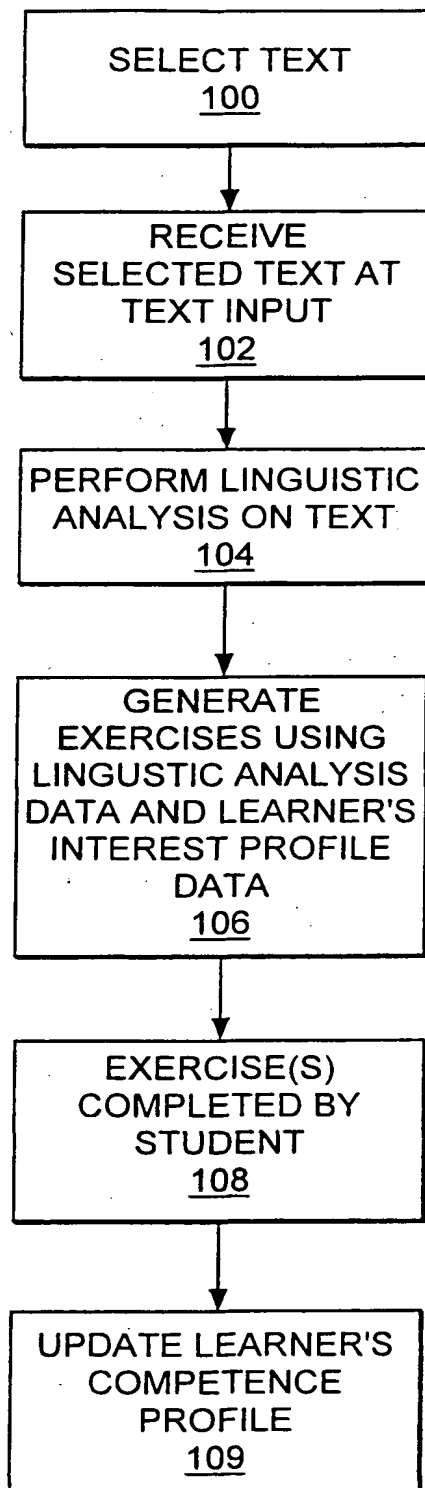 SELECT TEXT
100
RECEIVE
SELECTED TEXT AT
TEXT INPUT
102
PERFORM LINGUISTIC
ANALYSIS ON TEXT
104
GENERATE
EXERCISES USING
LINGUSTIC ANALYSIS
DATA AND LEARNER'S
INTEREST PROFILE
DATA
106
EXERCISE(S)
COMPLETED BY
STUDENT
108
UPDATE LEARNER'S
COMPETENCE
PROFILE
109